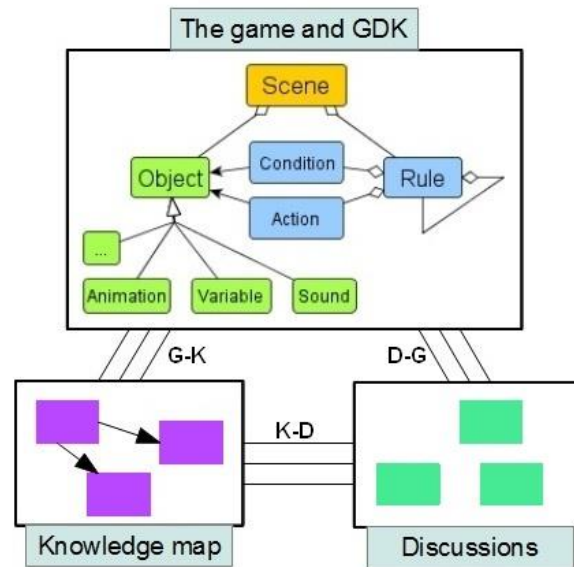 The game and GDK
Scene
Condition
Object
Rule
Action
...
Animation
Variable
Sound
G-K
D-G
K-D
Knowledge map
Discussions